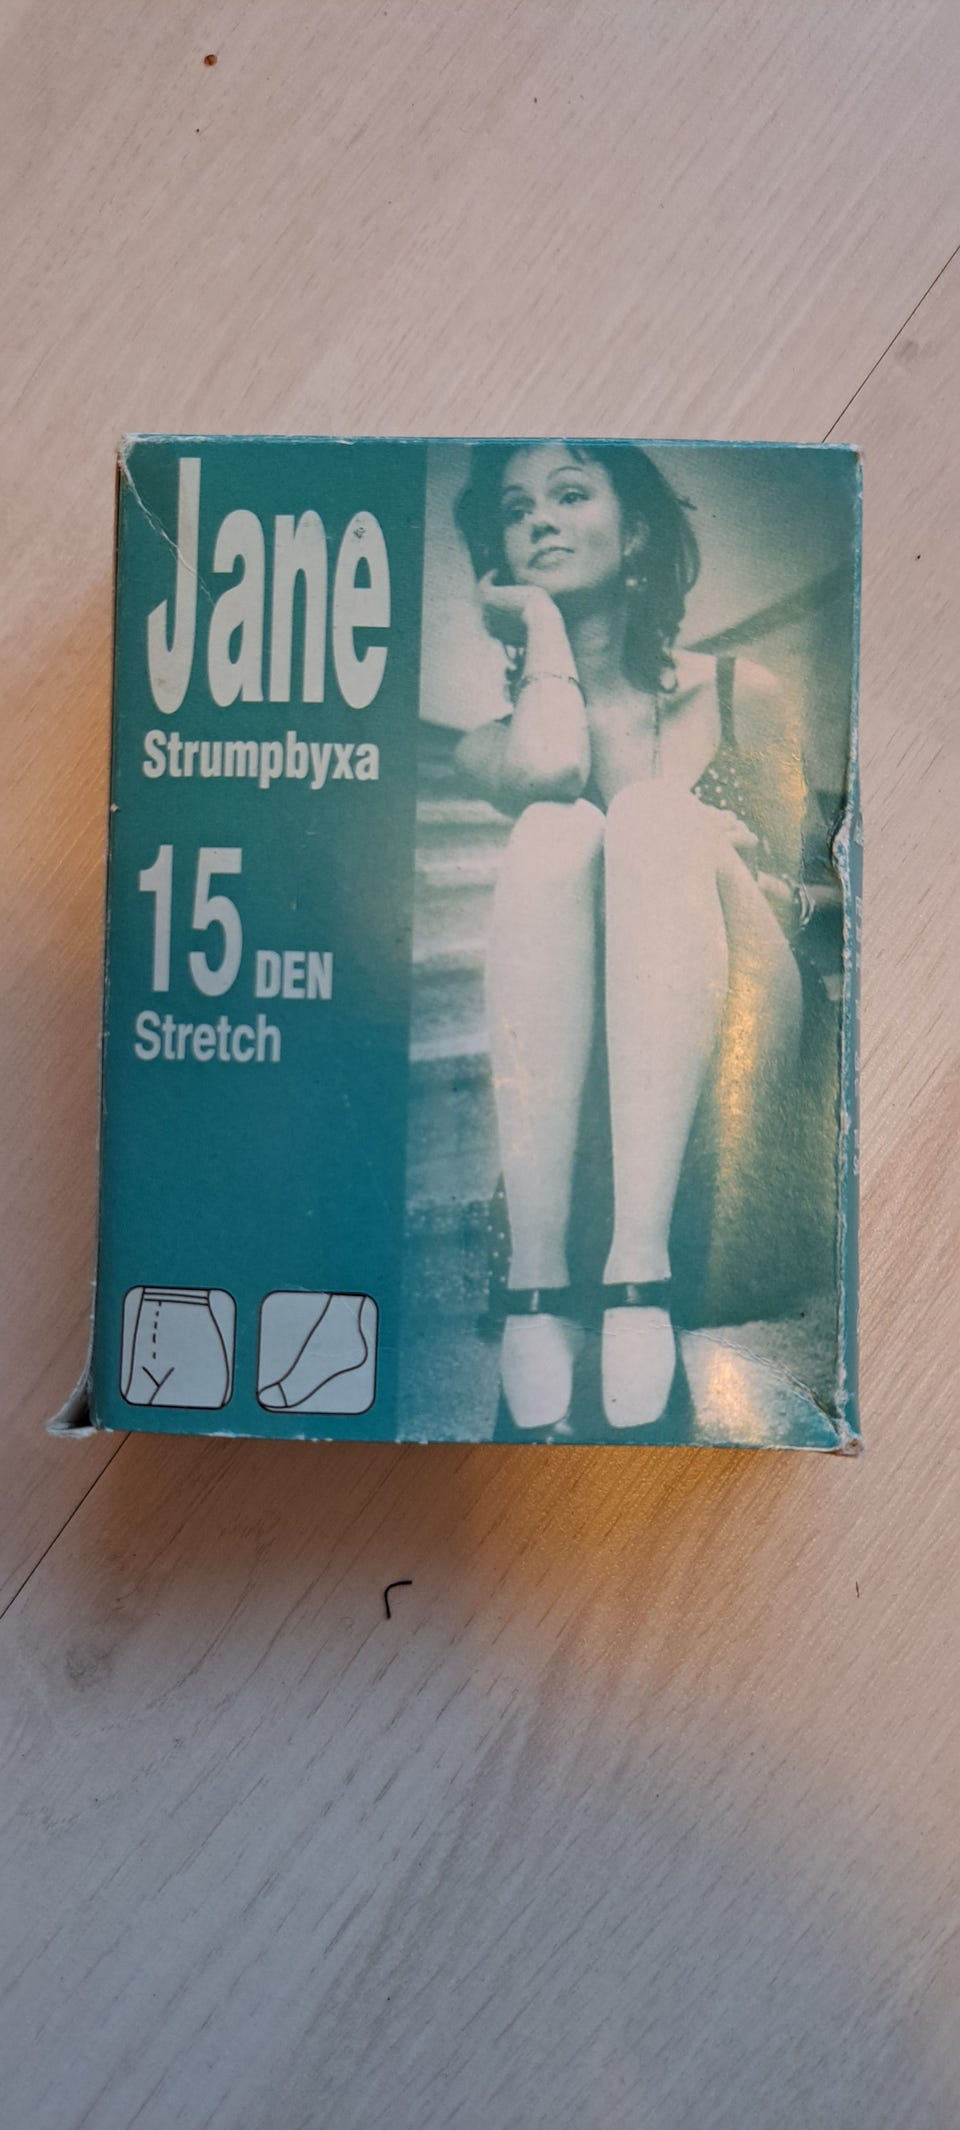 Jane
Strumpbyxa
15 DEN
Stretch